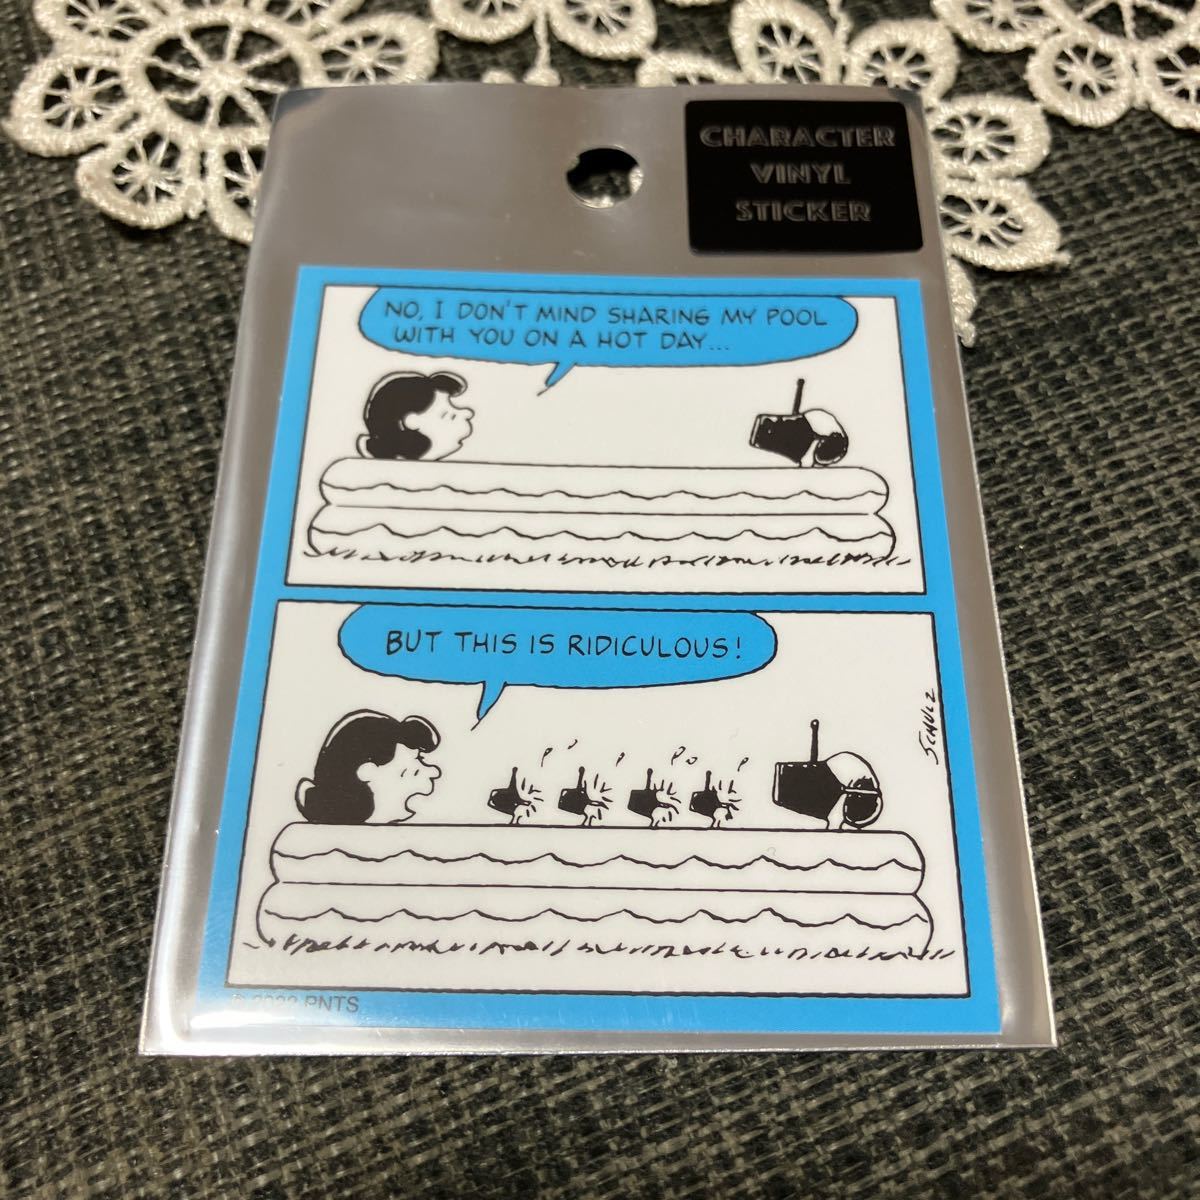 CHARACTER
VINYL
STICKER
NO, I DON'T MIND SHARING MY POOL
WITH YOU ON A HOT DAY...
BUT THIS IS RIDICULOUS!
SCHULZ
© 2022 PNTS